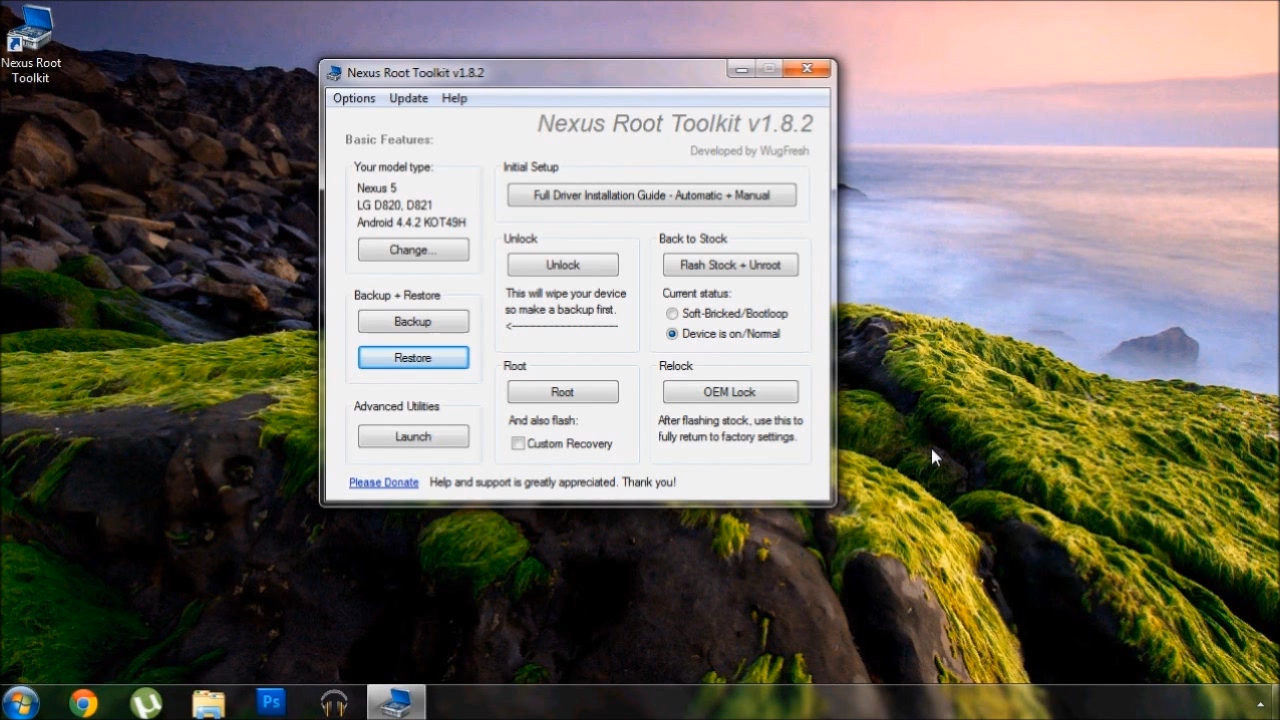 Nexus Root
Toolkit
Nexus Root Toolkit v1.8.2
Options Update Help
Nexus Root Toolkit v1.8.2
Developed by WugFresh
Basic Features:
Your model type:
Nexus 5
LG D820, D821
Android 4.4.2 KOT49H
Change...
Backup + Restore
Backup
Restore
Advanced Utilities
Launch
Initial Setup
Full Driver Installation Guide - Automatic + Manual
Unlock
Unlock
This will wipe your device
so make a backup first.
<----------------------------
Back to Stock
Flash Stock + Unroot
Current status:
Soft-Bricked/Bootloop
Device is on/Normal
Root
Root
And also flash:
Custom Recovery
Relock
OEM Lock
After flashing stock, use this to
fully return to factory settings.
Please Donate Help and support is greatly appreciated. Thank you!
Ps